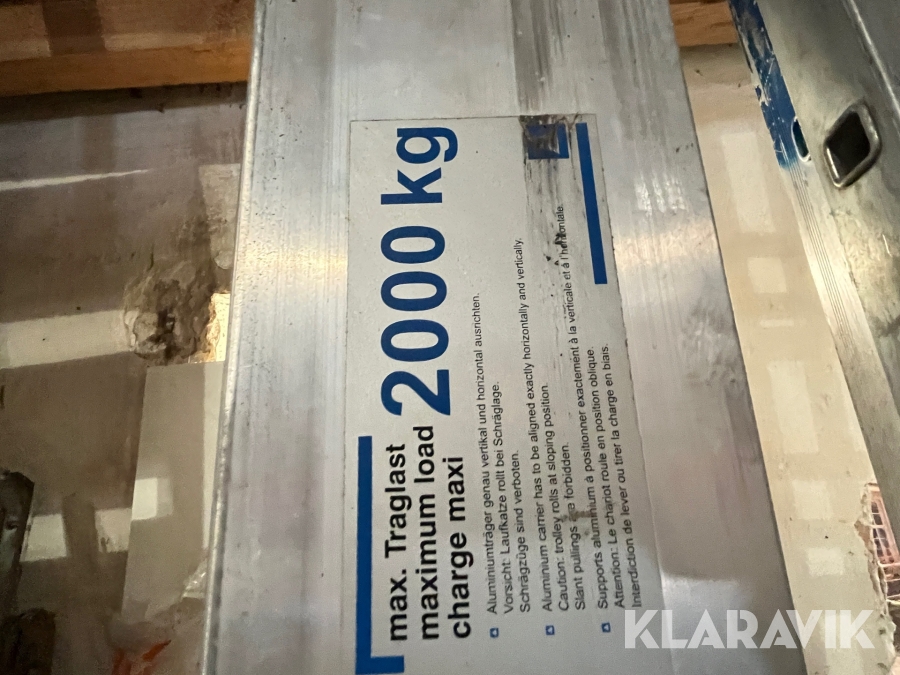 max. Traglast
maximum load
charge maxi
2000 kg
Aluminiumträger genau vertikal und horizontal ausrichten.
Vorsicht: Laufkatze rollt bei Schräglage.
Schrägzüge sind verboten.
Aluminium carrier has to be aligned exactly horizontally and vertically.
Caution: trolley rolls at sloping position.
Slant pullings forbidden.
Supports aluminium à positionner exactement à la verticale et à l'horizontale.
Attention: Le chariot roule en position oblique.
Interdiction de lever ou tirer la charge en biais.
KLARAVIK